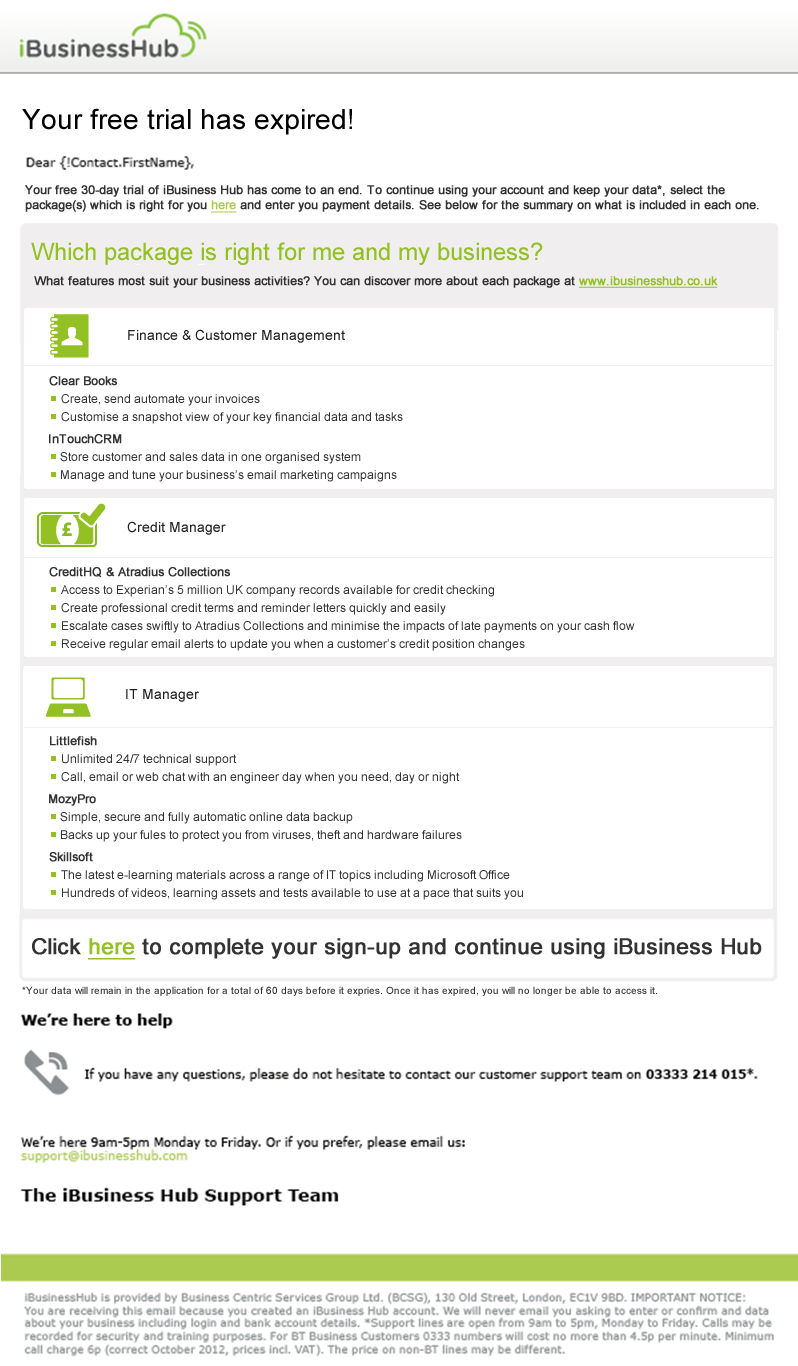 iBusinessHub
Your free trial has expired!
Dear {!Contact.FirstName},
Your free 30-day trial of iBusiness Hub has come to an end. To continue using your account and keep your data*, select the
package(s) which is right for you here and enter you payment details. See below for the summary on what is included in each one.
Which package is right for me and my business?
What features most suit your business activities? You can discover more about each package at www.ibusinesshub.co.uk
Finance & Customer Management
Clear Books
Create, send automate your invoices
Customise a snapshot view of your key financial data and tasks
InTouchCRM
Store customer and sales data in one organised system
Manage and tune your business's email marketing campaigns
£
Credit Manager
CreditHQ & Atradius Collections
Access to Experian's 5 million UK company records available for credit checking
Create professional credit terms and reminder letters quickly and easily
Escalate cases swiftly to Atradius Collections and minimise the impacts of late payments on your cash flow
Receive regular email alerts to update you when a customer's credit position changes
IT Manager
Littlefish
Unlimited 24/7 technical support
Call, email or web chat with an engineer day when you need, day or night
MozyPro
Simple, secure and fully automatic online data backup
Backs up your fules to protect you from viruses, theft and hardware failures
Skillsoft
The latest e-learning materials across a range of IT topics including Microsoft Office
Hundreds of videos, learning assets and tests available to use at a pace that suits you
Click here to complete your sign-up and continue using iBusiness Hub
*Your data will remain in the application for a total of 60 days before it expries. Once it has expired, you will no longer be able to access it.
We're here to help
If you have any questions, please do not hesitate to contact our customer support team on 03333 214 015*.
We're here 9am-5pm Monday to Friday. Or if you prefer, please email us:
support@ibusinesshub.com
The iBusiness Hub Support Team
iBusinessHub is provided by Business Centric Services Group Ltd. (BCSG), 130 Old Street, London, EC1V 9BD. IMPORTANT NOTICE:
You are receiving this email because you created an iBusiness Hub account. We will never email you asking to enter or confirm and data
about your business including login and bank account details. *Support lines are open from 9am to 5pm, Monday to Friday. Calls may be
recorded for security and training purposes. For BT Business Customers 0333 numbers will cost no more than 4.5p per minute. Minimum
call charge 6p (correct October 2012, prices incl. VAT). The price on non-BT lines may be different.